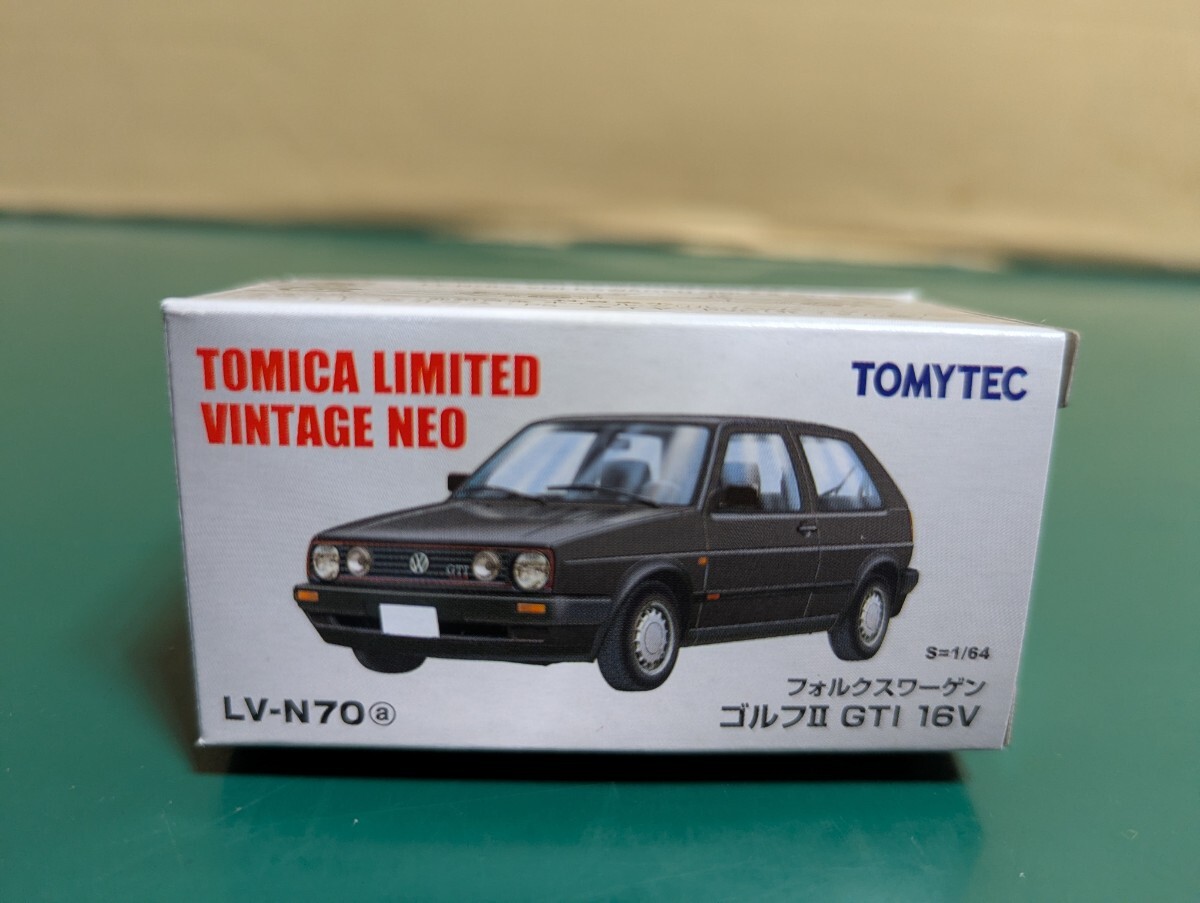 TOMICA LIMITED
VINTAGE NEO
TOMYTEC
GTI
S=1/64
フォルクスワーゲン
LV-N70ⓐ
ゴルフⅡ GTI 16V